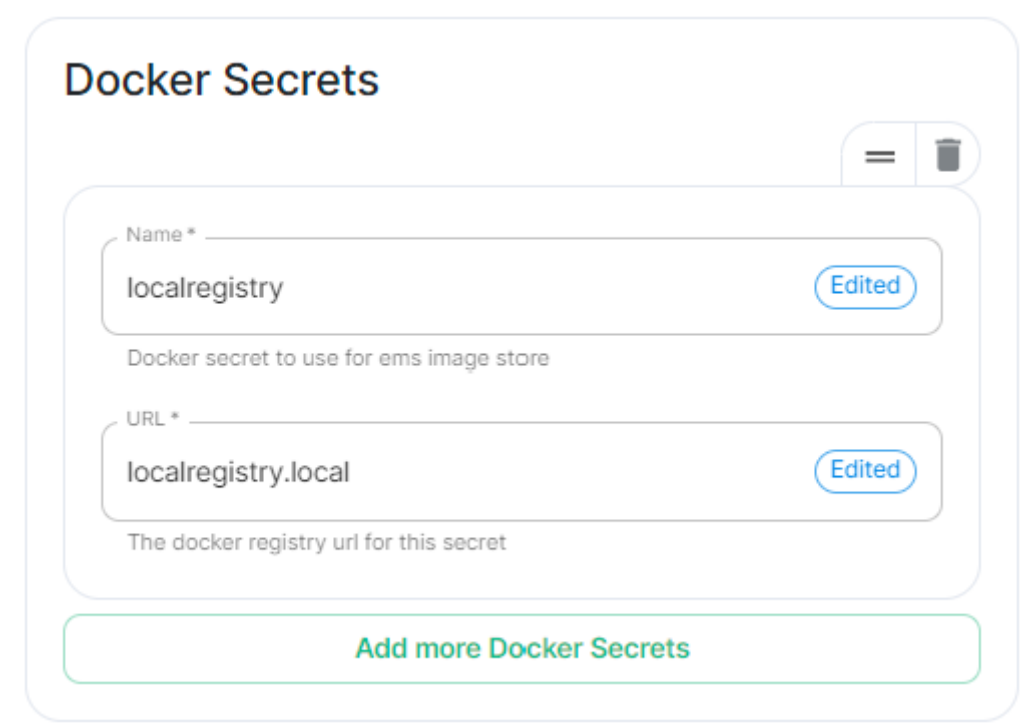 Docker Secrets
Name *
localregistry
Edited
Docker secret to use for ems image store
URL *
localregistry.local
Edited
The docker registry url for this secret
Add more Docker Secrets